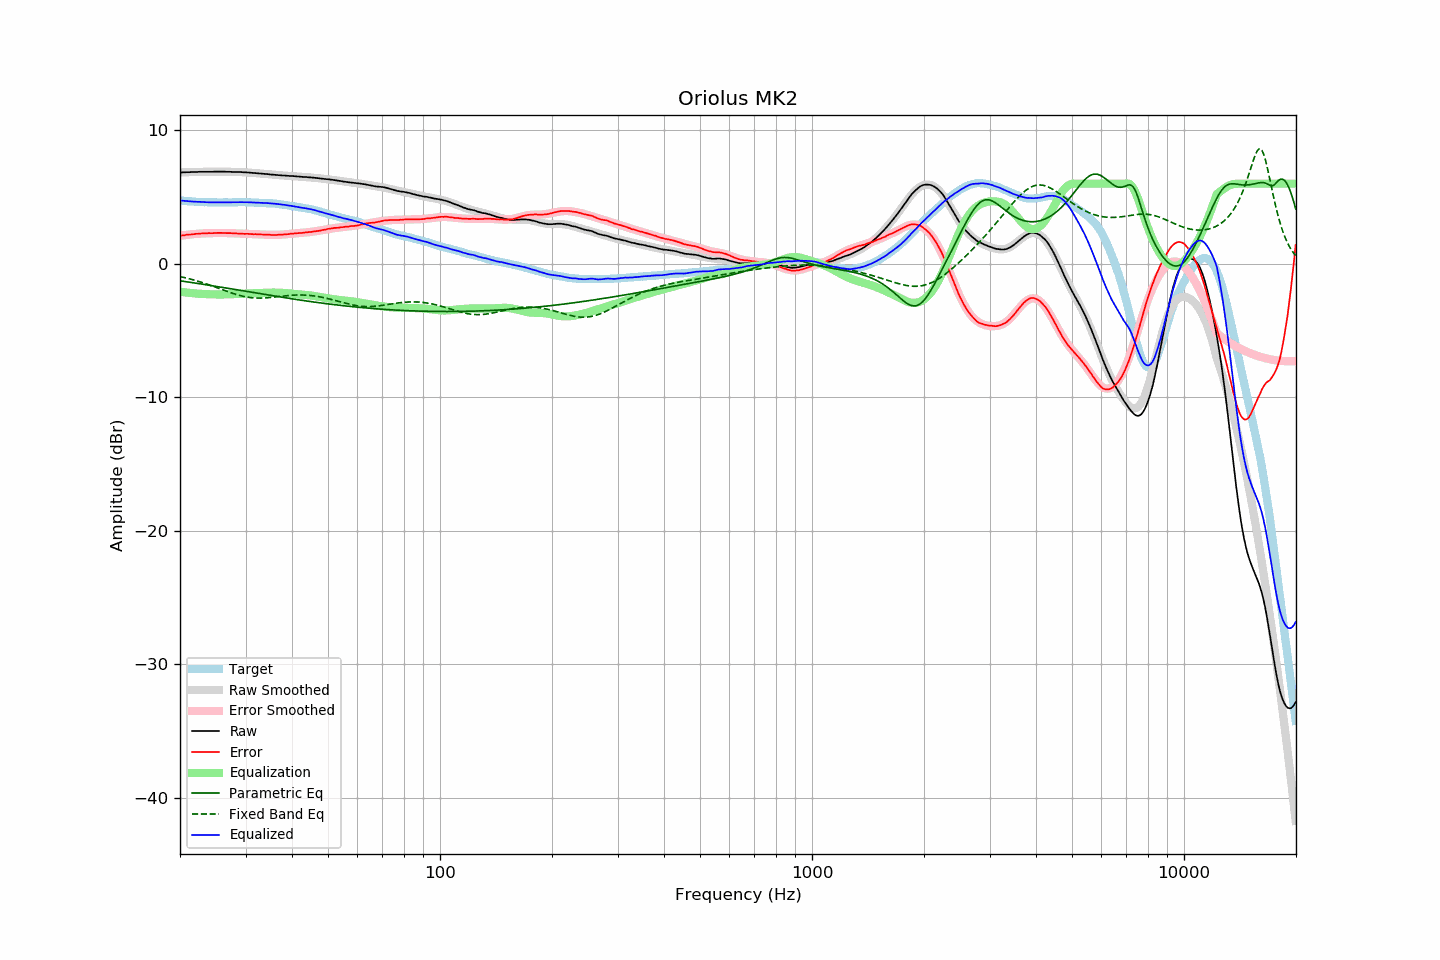 Oriolus MK2
10
0
−10
−20
−30
−40
Amplitude (dBr)
Target
Raw Smoothed
Error Smoothed
Raw
Error
Equalization
Parametric Eq
Fixed Band Eq
Equalized
100 1000 10000
Frequency (Hz)